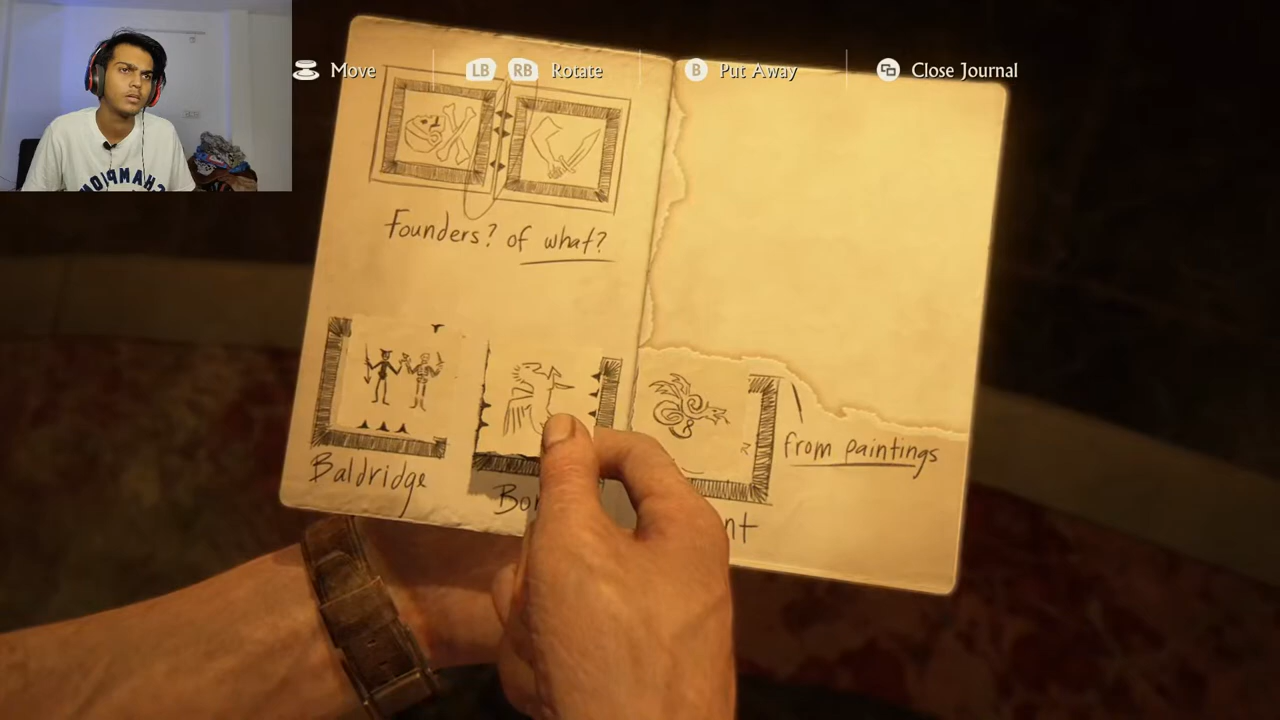 Move
LB RB Rotate
B Put Away
Close Journal
Founders? of what?
Baldridge
from paintings